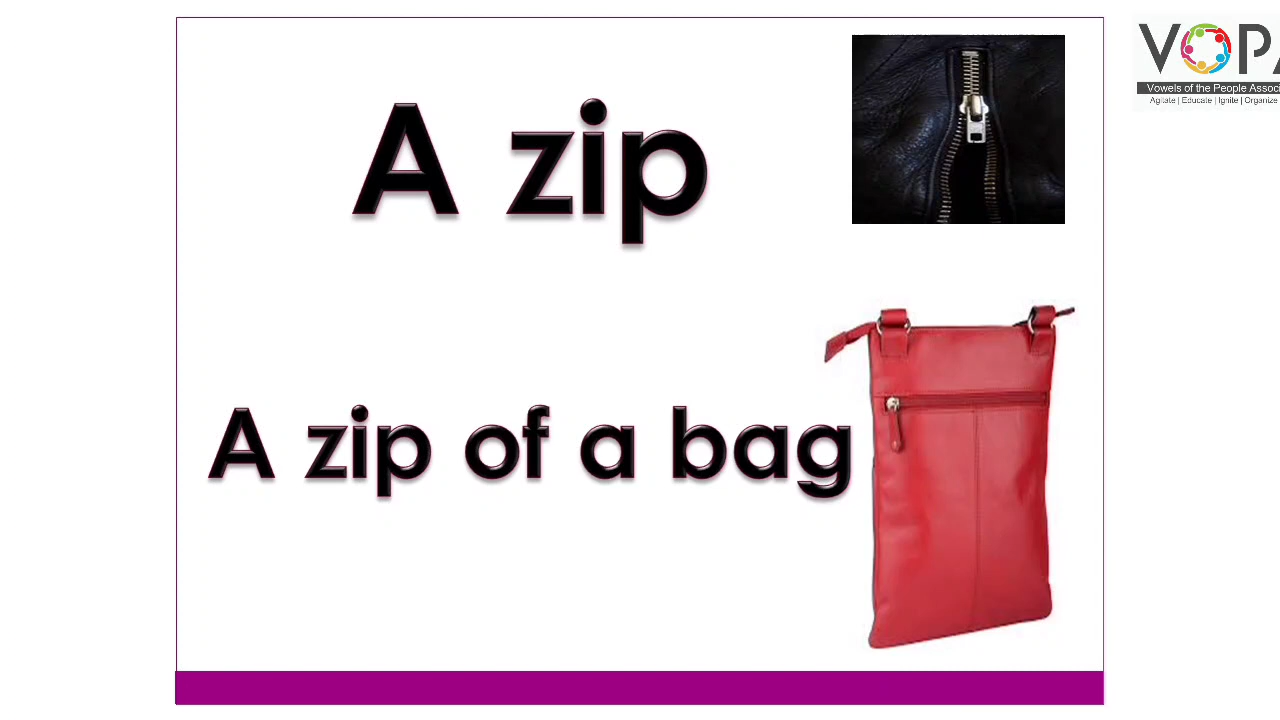 A zip
A zip of a bag
VOPA
Vowels of the People Associ
Agitate | Educate | Ignite | Organize